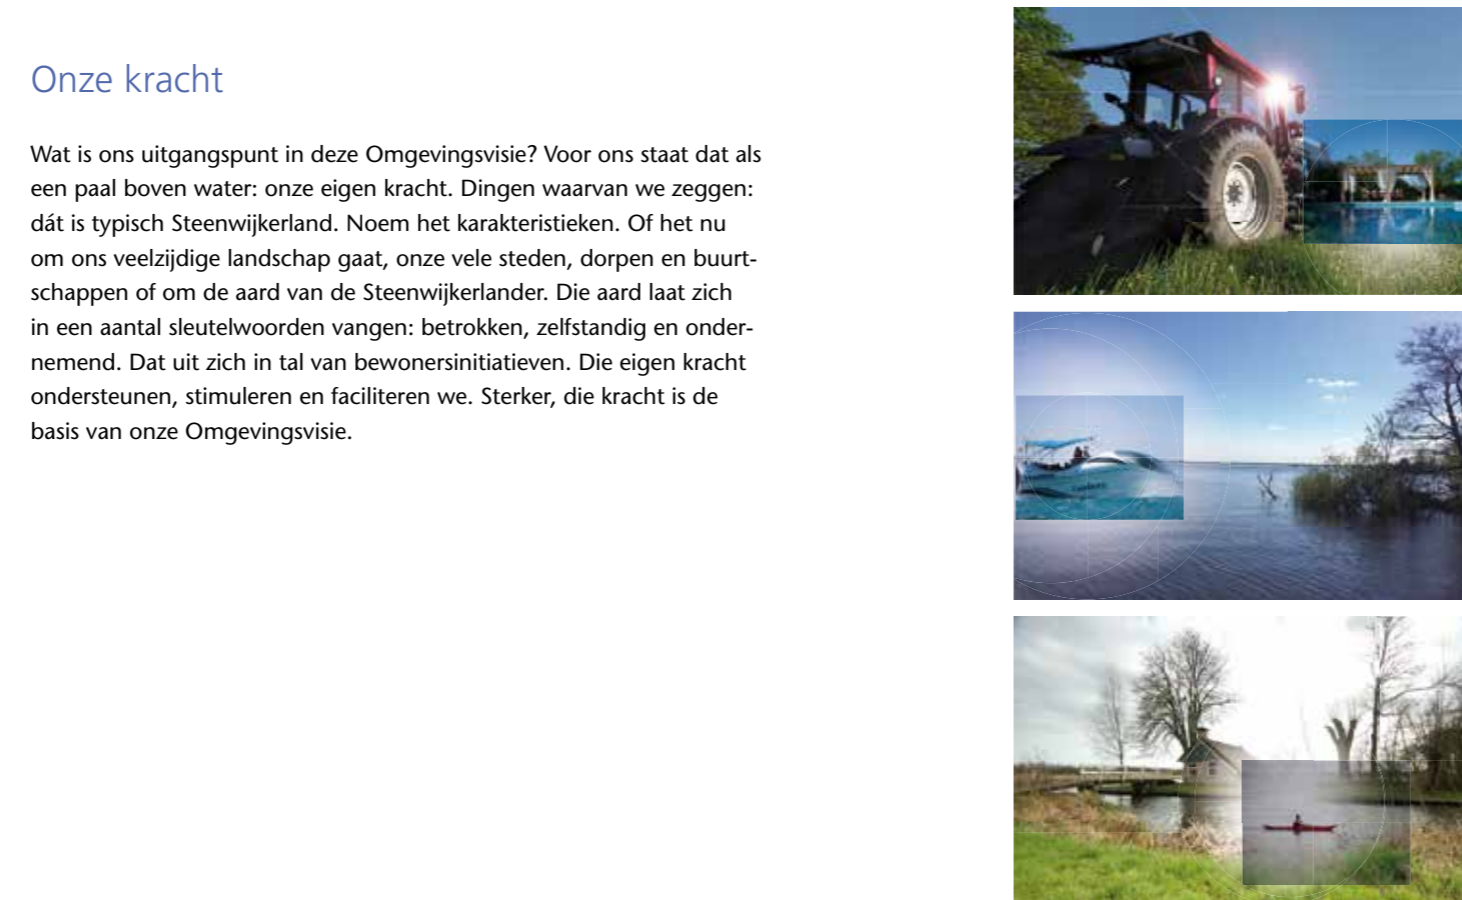 Onze kracht
Wat is ons uitgangspunt in deze Omgevingsvisie? Voor ons staat dat als
een paal boven water: onze eigen kracht. Dingen waarvan we zeggen:
dát is typisch Steenwijkerland. Noem het karakteristieken. Of het nu
om ons veelzijdige landschap gaat, onze vele steden, dorpen en buurt-
schappen of om de aard van de Steenwijkerlander. Die aard laat zich
in een aantal sleutelwoorden vangen: betrokken, zelfstandig en onder-
nemend. Dat uit zich in tal van bewonersinitiatieven. Die eigen kracht
ondersteunen, stimuleren en faciliteren we. Sterker, die kracht is de
basis van onze Omgevingsvisie.